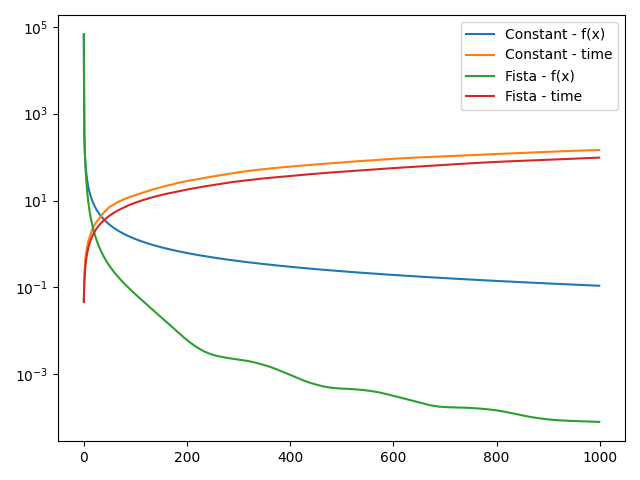 10^5
10^3
10^1
10^−1
10^−3
0
200
400
600
800
1000
Constant - f(x)
Constant - time
Fista - f(x)
Fista - time